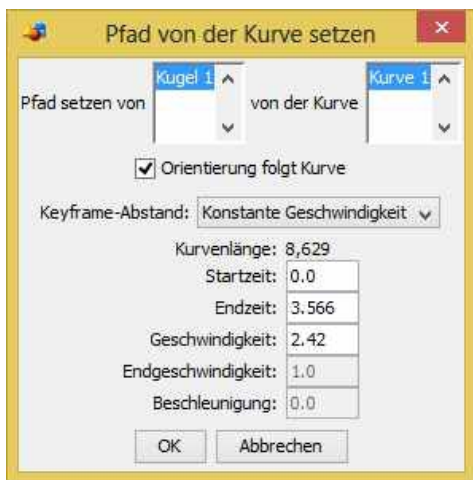 Pfad von der Kurve setzen
Pfad setzen von Kugel 1 von der Kurve Kurve 1
Orientierung folgt Kurve
Keyframe-Abstand: Konstante Geschwindigkeit
Kurvenlänge: 8,629
Startzeit: 0.0
Endzeit: 3.566
Geschwindigkeit: 2.42
Endgeschwindigkeit: 1.0
Beschleunigung: 0.0
OK Abbrechen